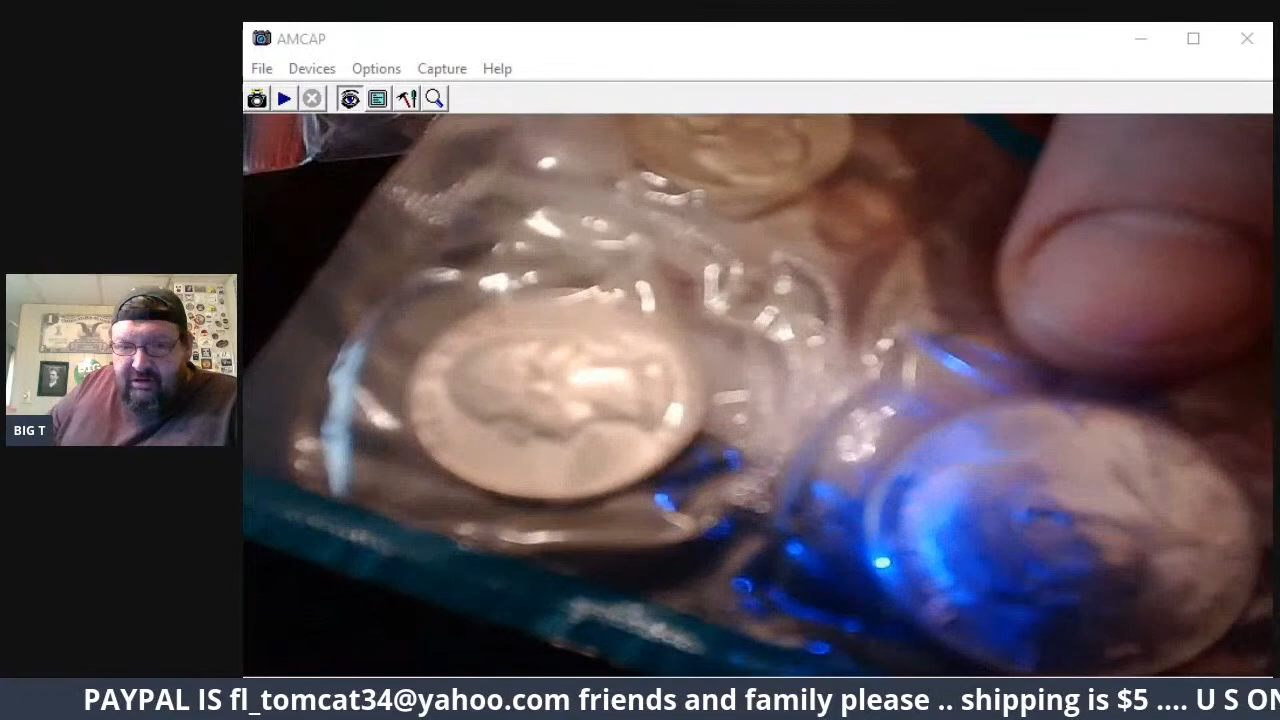 AMCAP
File Devices Options Capture Help
BIG T
PAYPAL IS fl_tomcat34@yahoo.com friends and family please .. shipping is $5 .... U S ON